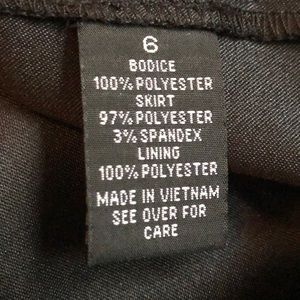 6
BODICE
100% POLYESTER
SKIRT
97% POLYESTER
3% SPANDEX
LINING
100% POLYESTER
MADE IN VIETNAM
SEE OVER FOR
CARE